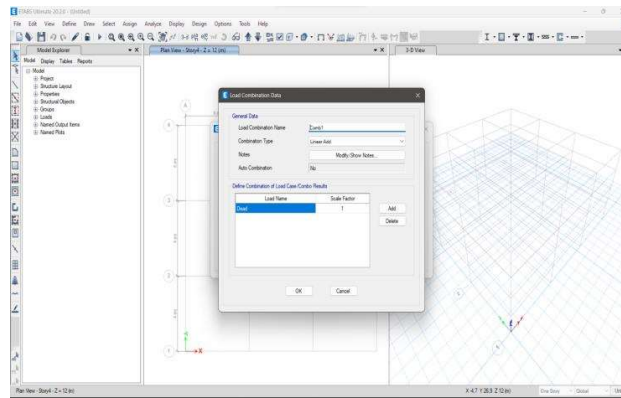 ETABS Ultimate 20.2.0 - (Untitled)
File Edit View Define Draw Select Assign Analyze Display Design Options Tools Help
Model Explorer
Plan View - Story4 - Z = 12 (m)
3-D View
Model Display Tables Reports
Model
Project
Structure Layout
Properties
Structural Objects
Groups
Loads
Named Output Items
Named Plots
Load Combination Data
General Data
Load Combination Name
Comb1
Combination Type
Linear Add
Notes
Modify/Show Notes...
Auto Combination
No
Define Combination of Load Case/Combo Results
Load Name Scale Factor
Dead 1
Add
Delete
OK Cancel
X
Plan View - Story4 - Z = 12 (m)
One Story Global